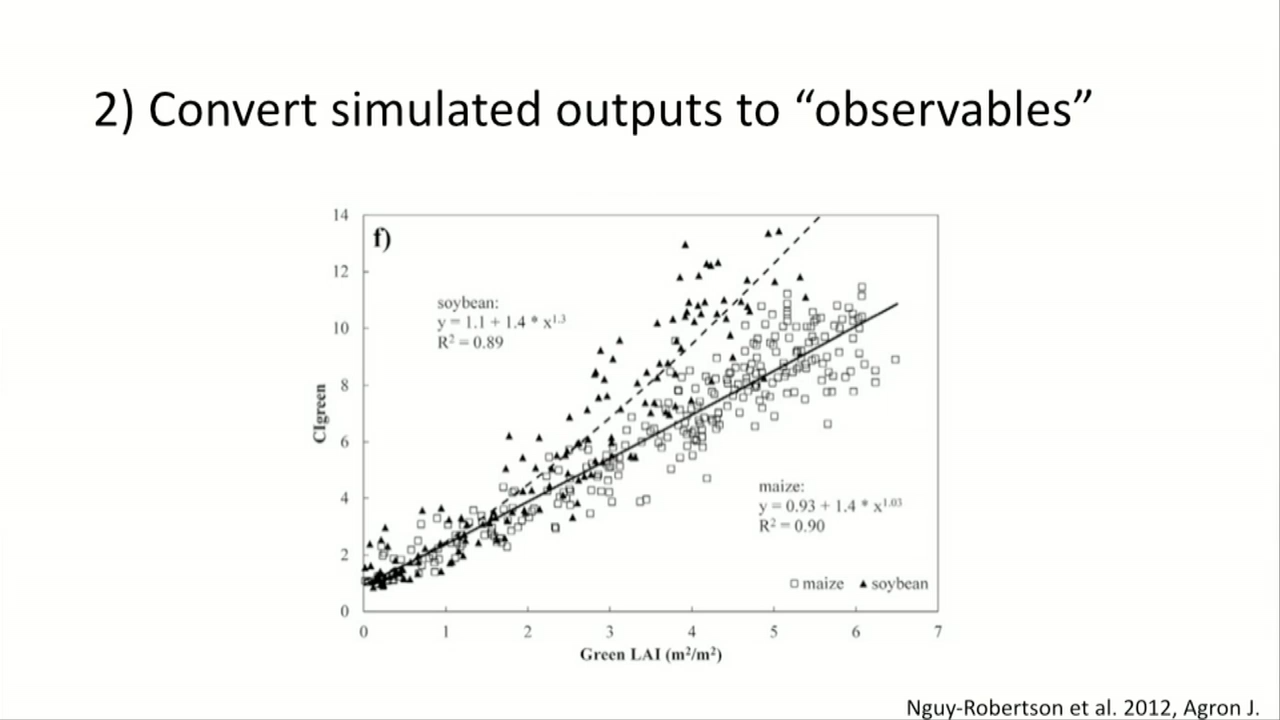 2) Convert simulated outputs to “observables”
f)
14
12
10
8
6
4
2
0
CIgreen
soybean:
y = 1.1 + 1.4 * x^1.3
R² = 0.89
maize:
y = 0.93 + 1.4 * x^1.03
R² = 0.90
maize soybean
0 1 2 3 4 5 6 7
Green LAI (m²/m²)
Nguy-Robertson et al. 2012, Agron J.